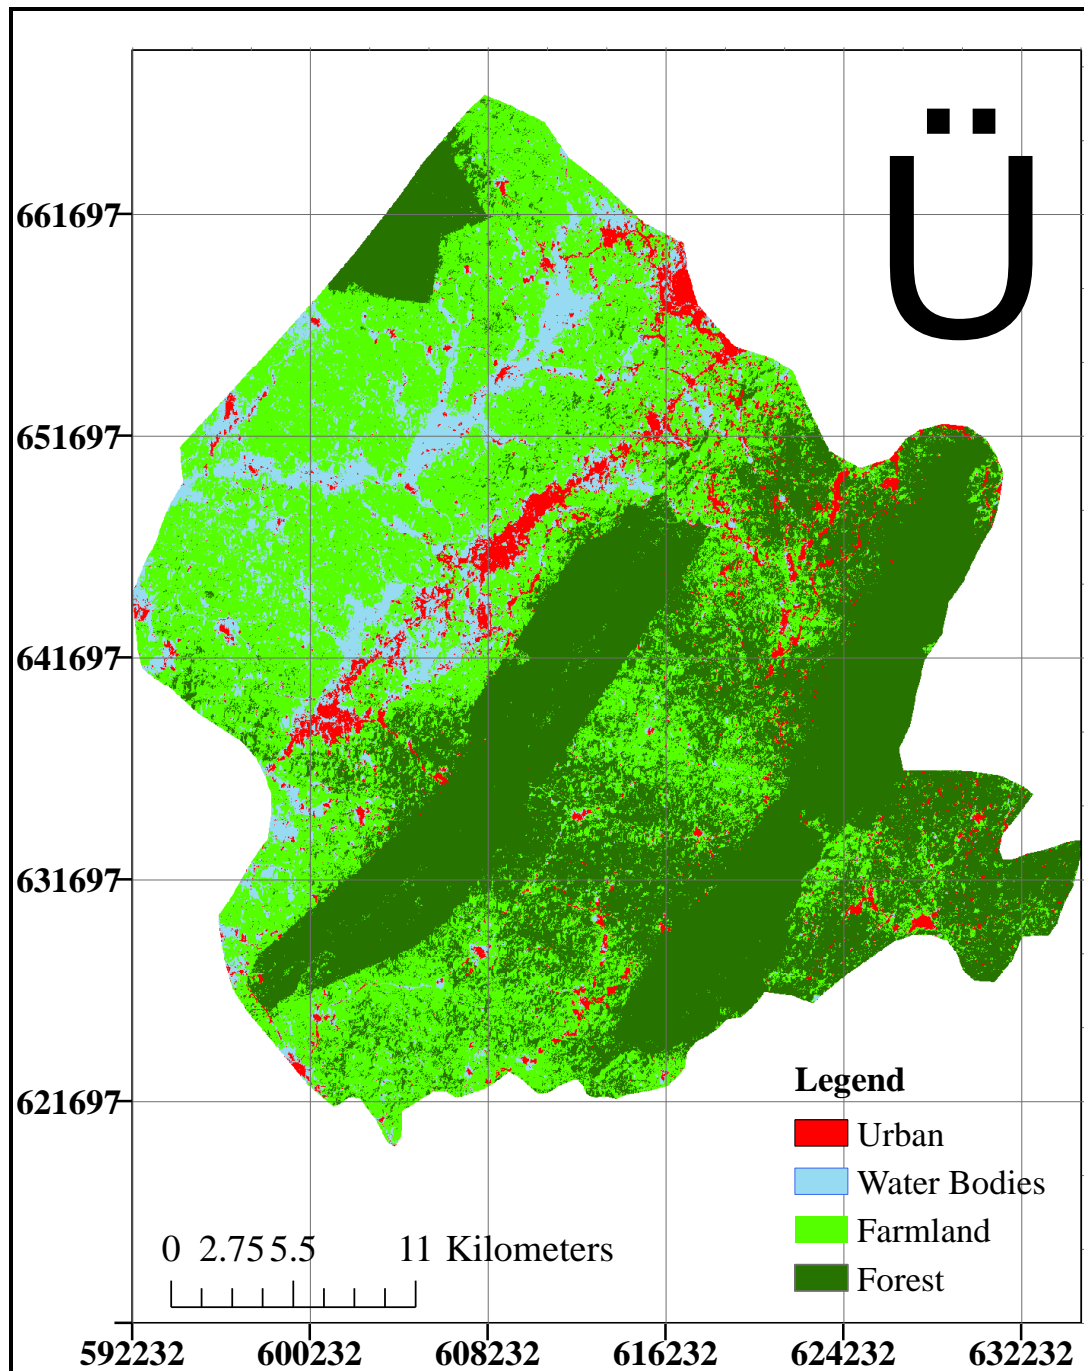 Ü
661697
651697
641697
631697
621697
Legend
Urban
Water Bodies
Farmland
Forest
0 2.75 5.5 11 Kilometers
592232 600232 608232 616232 624232 632232